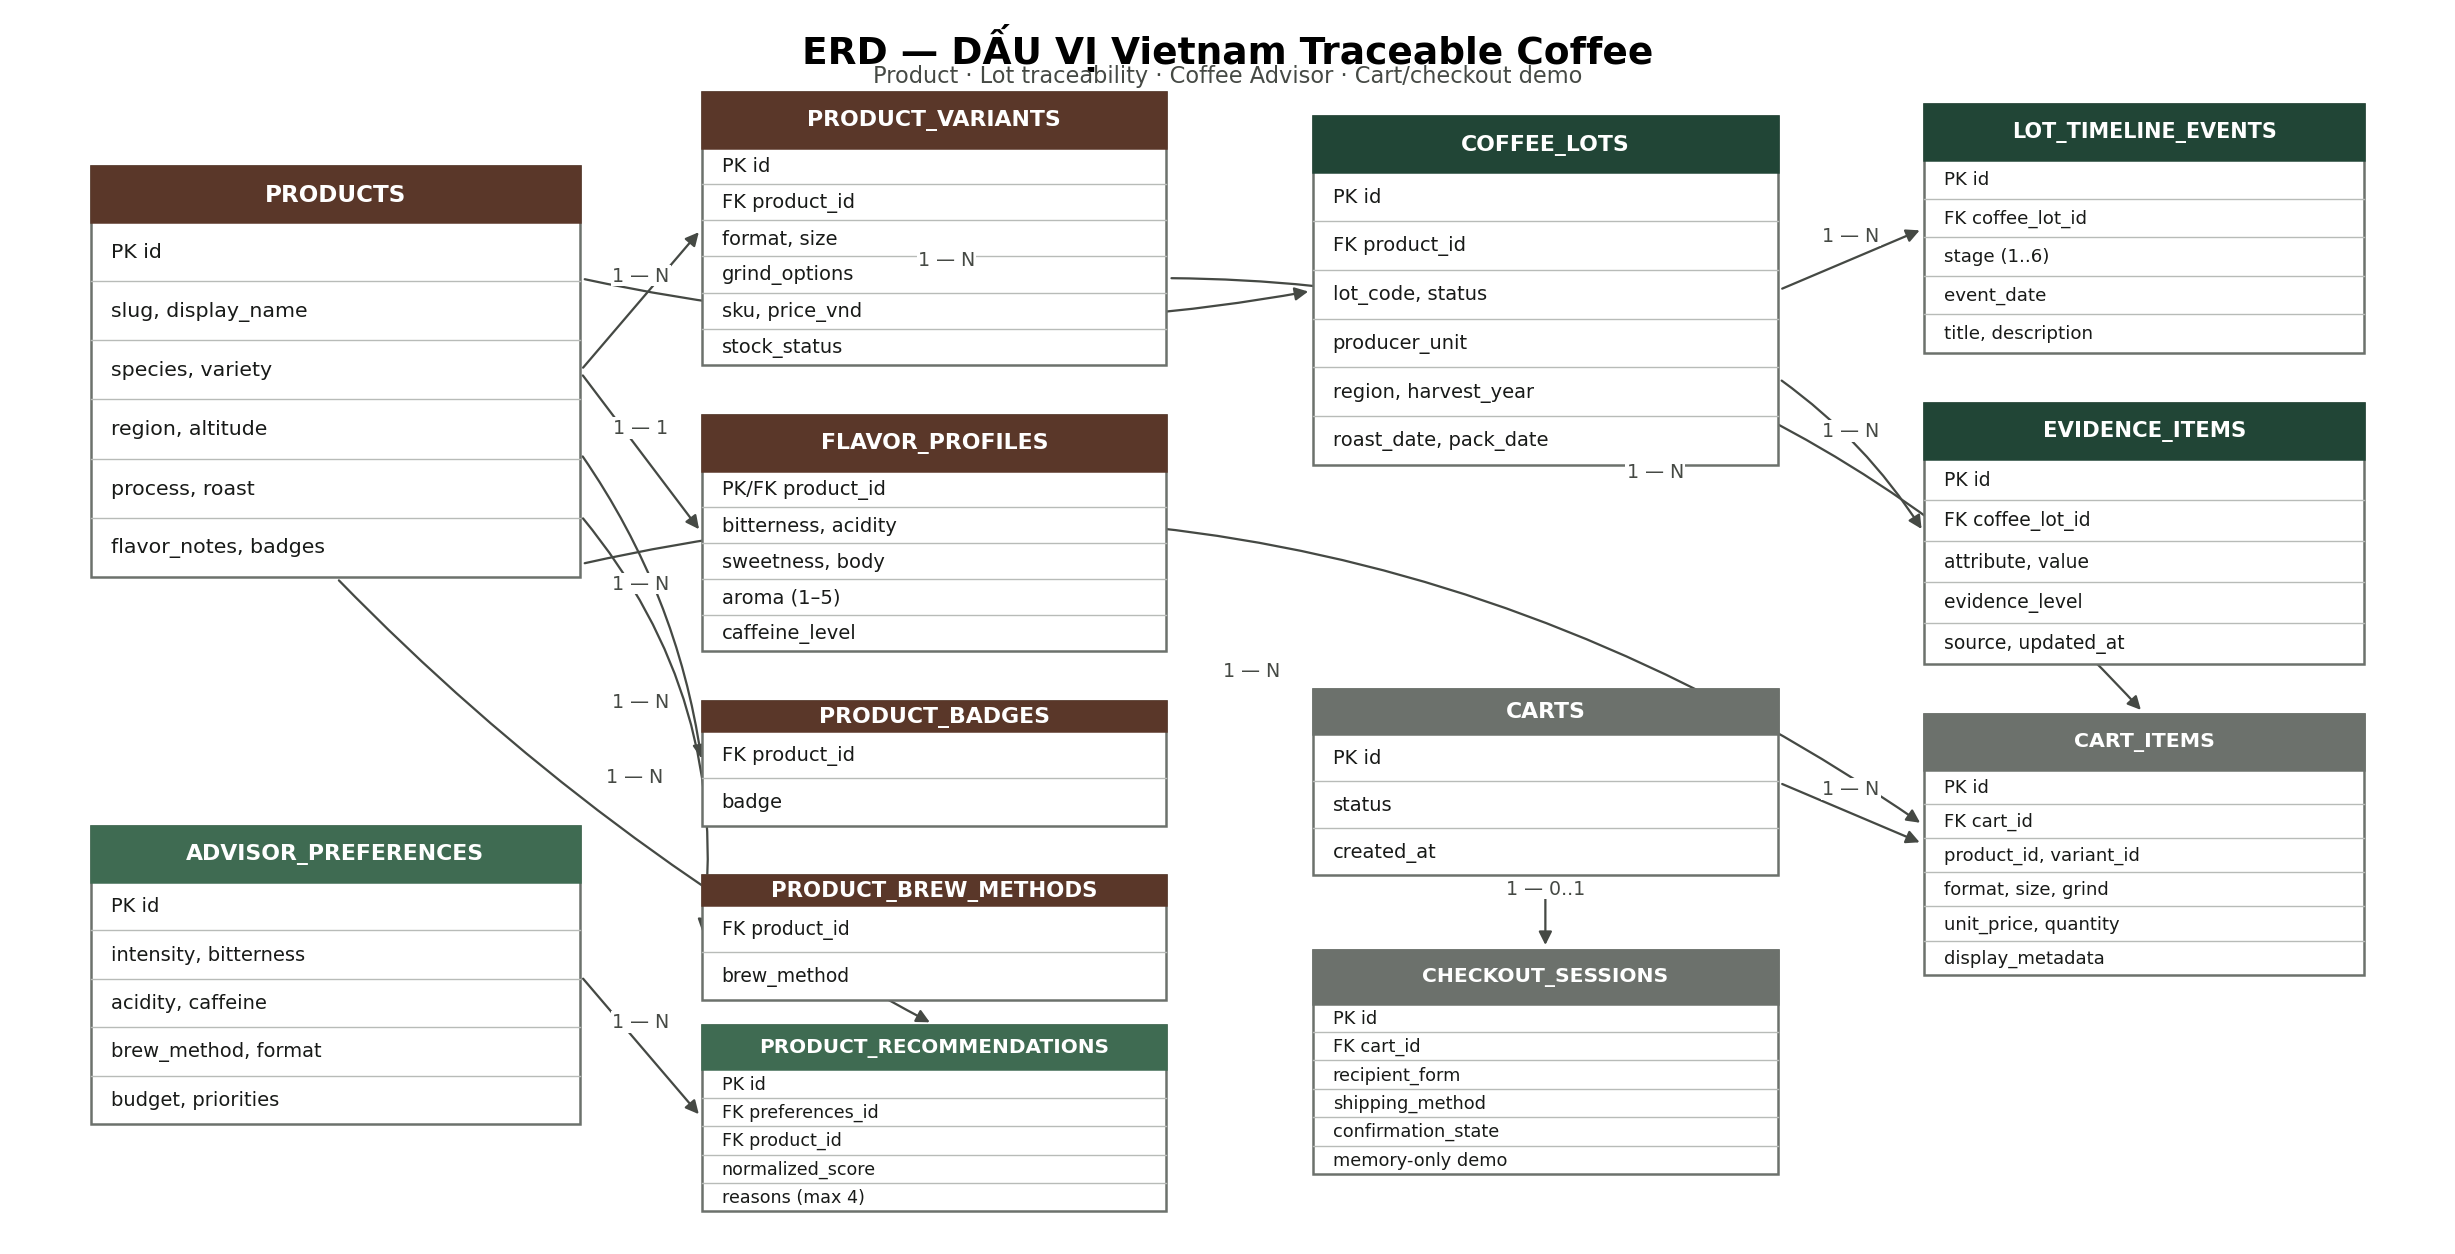 ERD — DẤU VỊ Vietnam Traceable Coffee
Product · Lot traceability · Coffee Advisor · Cart/checkout demo
PRODUCTS
PK id
slug, display_name
species, variety
region, altitude
process, roast
flavor_notes, badges
ADVISOR_PREFERENCES
PK id
intensity, bitterness
acidity, caffeine
brew_method, format
budget, priorities
1 — N
1 — 1
1 — N
1 — N
1 — N
1 — N
PRODUCT_VARIANTS
PK id
FK product_id
format, size
1 — N
grind_options
sku, price_vnd
stock_status
FLAVOR_PROFILES
PK/FK product_id
bitterness, acidity
sweetness, body
aroma (1–5)
caffeine_level
PRODUCT_BADGES
FK product_id
badge
PRODUCT_BREW_METHODS
FK product_id
brew_method
PRODUCT_RECOMMENDATIONS
PK id
FK preferences_id
FK product_id
normalized_score
reasons (max 4)
1 — N
COFFEE_LOTS
PK id
FK product_id
lot_code, status
producer_unit
region, harvest_year
roast_date, pack_date
1 — N
CARTS
PK id
status
created_at
1 — 0..1
CHECKOUT_SESSIONS
PK id
FK cart_id
recipient_form
shipping_method
confirmation_state
memory-only demo
1 — N
1 — N
1 — N
LOT_TIMELINE_EVENTS
PK id
FK coffee_lot_id
stage (1..6)
event_date
title, description
EVIDENCE_ITEMS
PK id
FK coffee_lot_id
attribute, value
evidence_level
source, updated_at
CART_ITEMS
PK id
FK cart_id
product_id, variant_id
format, size, grind
unit_price, quantity
display_metadata